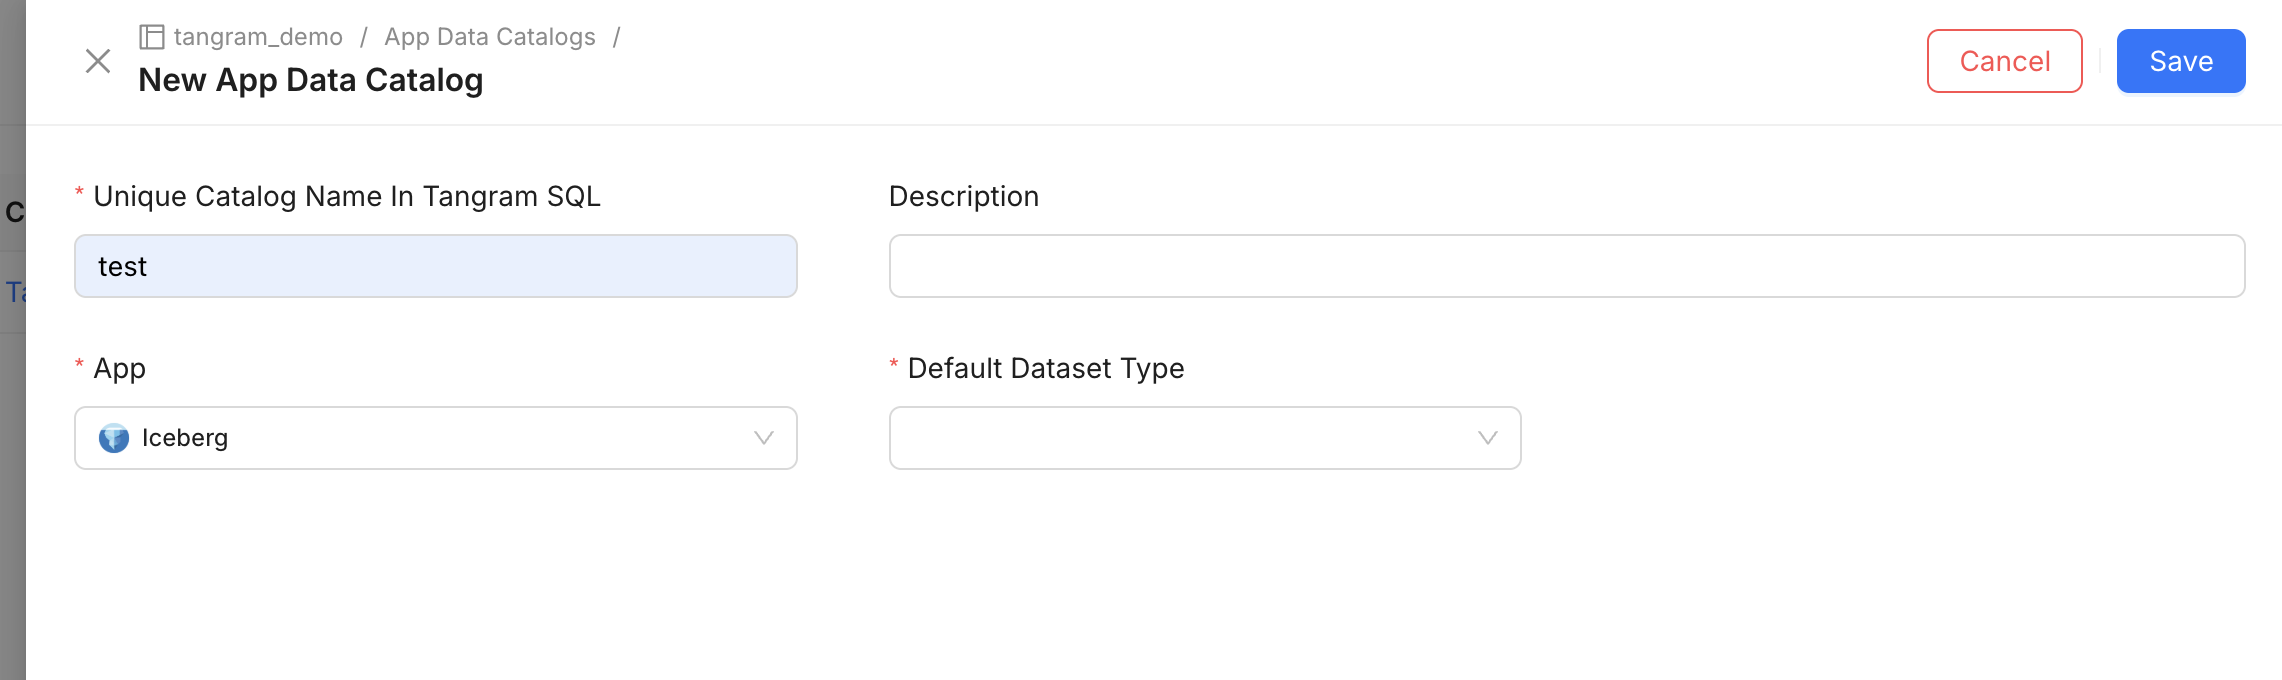 tangram_demo / App Data Catalogs /
New App Data Catalog
Cancel
Save
* Unique Catalog Name In Tangram SQL
Description
test
* App
* Default Dataset Type
Iceberg